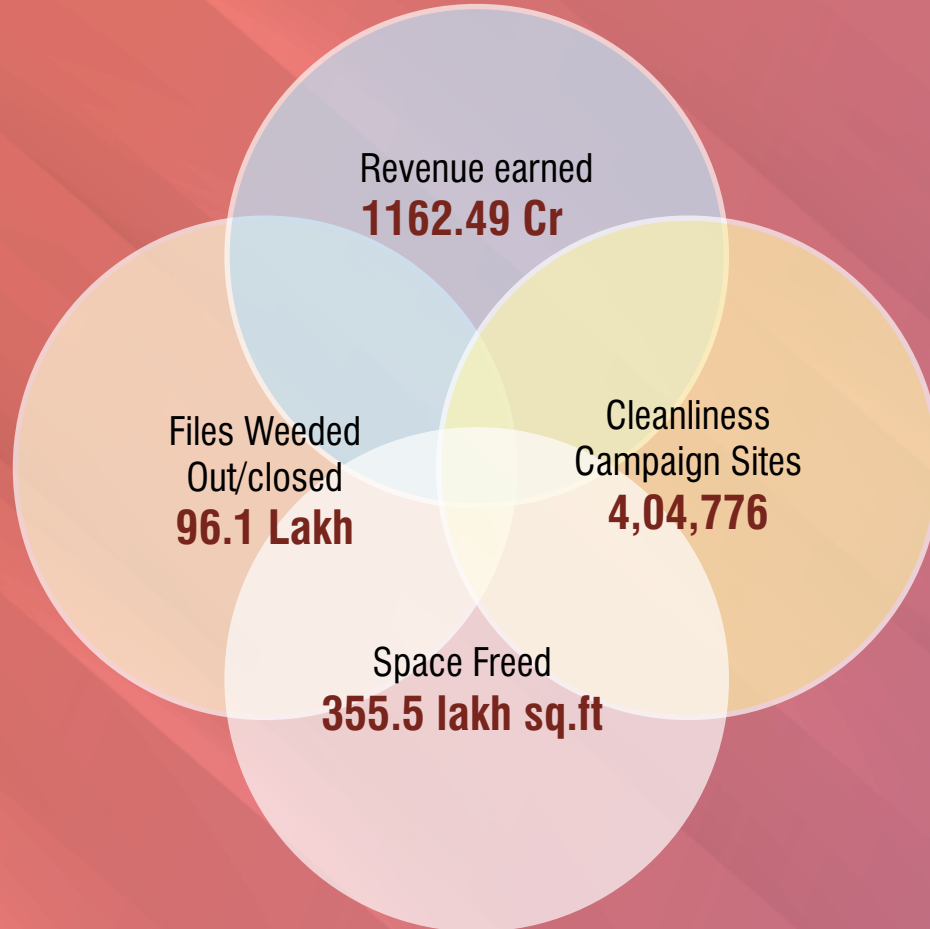 Revenue earned
1162.49 Cr
Files Weeded
Out/closed
96.1 Lakh
Cleanliness
Campaign Sites
4,04,776
Space Freed
355.5 lakh sq.ft